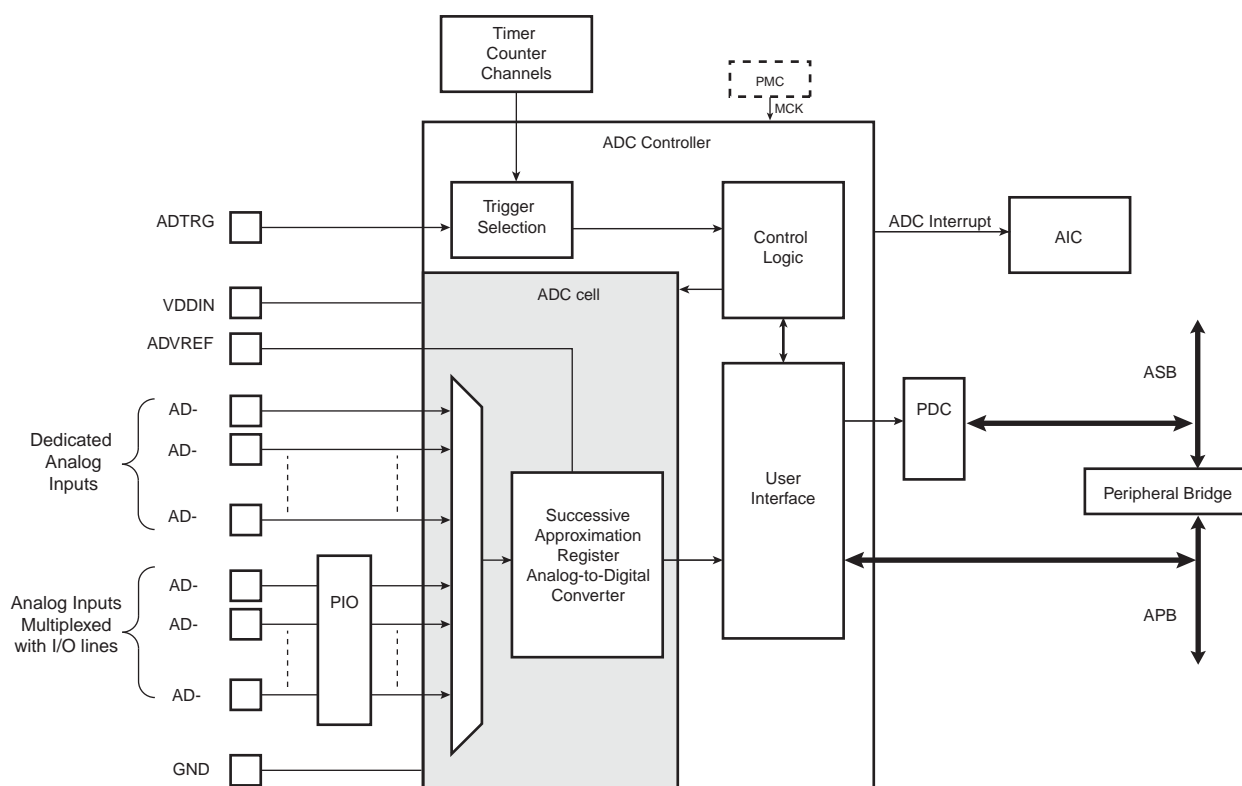 Timer
Counter
Channels
PMC
MCK
ADC Controller
ADTRG
Trigger
Selection
Control
Logic
ADC Interrupt
AIC
VDDIN
ADC cell
ADVREF
ASB
PDC
Dedicated
Analog
Inputs
AD-
AD-
AD-
User
Interface
Peripheral Bridge
Successive
Approximation
Register
Analog-to-Digital
Converter
Analog Inputs
Multiplexed
with I/O lines
AD-
AD-
AD-
PIO
APB
GND